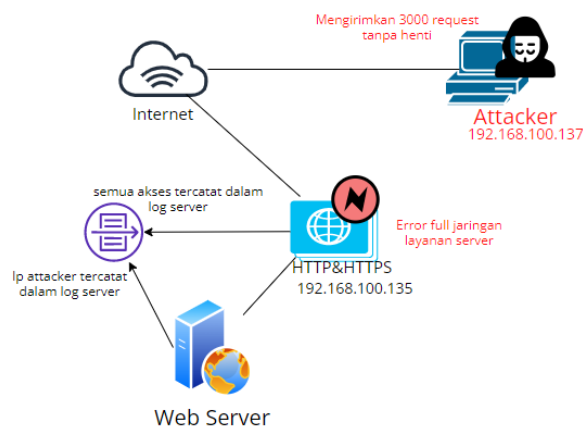 Mengirimkan 3000 request
tanpa henti
Internet
Attacker
192.168.100.137
semua akses tercatat dalam
log server
Error full jaringan
layanan server
Ip attacker tercatat
dalam log server
HTTP&HTTPS
192.168.100.135
Web Server